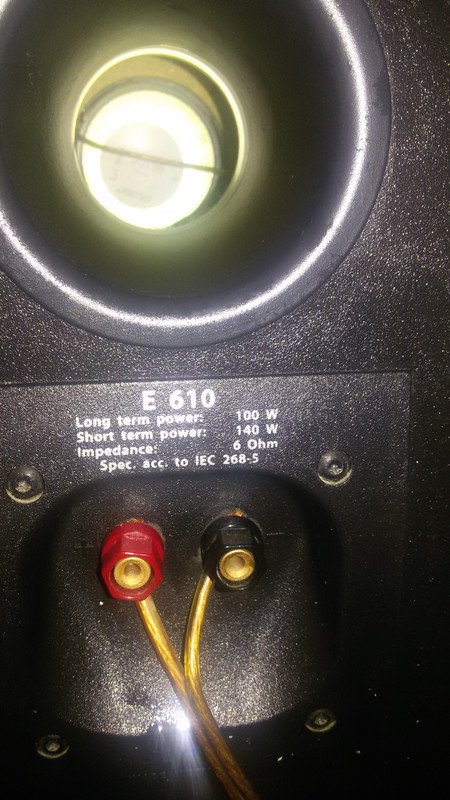 E 610
Long term power: 100 W
Short term power: 140 W
Impedance: 6 Ohm
Spec. acc. to IEC 268-5
+ −